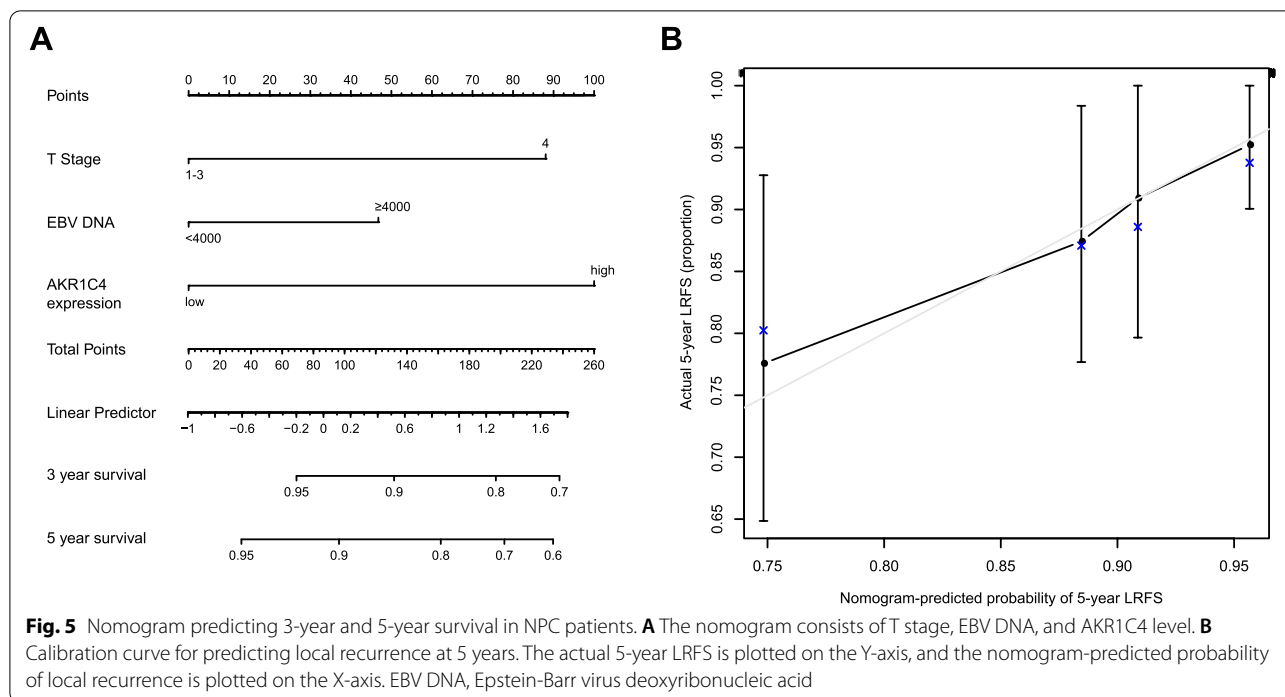 A
Points
0 10 20 30 40 50 60 70 80 90 100
T Stage
4
1-3
EBV DNA
≥4000
<4000
AKR1C4
expression
high
low
Total Points
0 20 40 60 80 100 140 180 220 260
Linear Predictor
−1 −0.6 −0.2 0 0.2 0.6 1 1.2 1.6
3 year survival
0.95 0.9 0.8 0.7
5 year survival
0.95 0.9 0.8 0.7 0.6
B
Actual 5-year LRFS (proportion)
1.00
0.95
0.90
0.85
0.80
0.75
0.70
0.65
0.75 0.80 0.85 0.90 0.95
Nomogram-predicted probability of 5-year LRFS
Fig. 5 Nomogram predicting 3-year and 5-year survival in NPC patients. A The nomogram consists of T stage, EBV DNA, and AKR1C4 level. B
Calibration curve for predicting local recurrence at 5 years. The actual 5-year LRFS is plotted on the Y-axis, and the nomogram-predicted probability
of local recurrence is plotted on the X-axis. EBV DNA, Epstein-Barr virus deoxyribonucleic acid